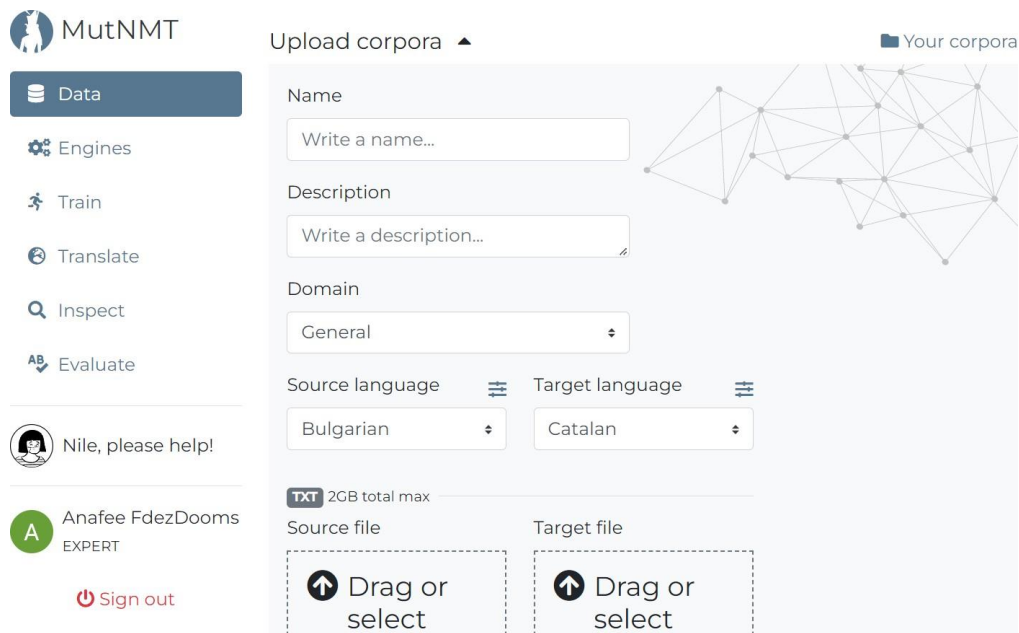 MutNMT
Data
Engines
Train
Translate
Inspect
AB Evaluate
Nile, please help!
A
Anafee FdezDooms
EXPERT
Sign out
Upload corpora
Your corpora
Name
Write a name...
Description
Write a description...
Domain
General
Source language
Target language
Bulgarian
Catalan
TXT 2GB total max
Source file
Target file
Drag or
select
Drag or
select